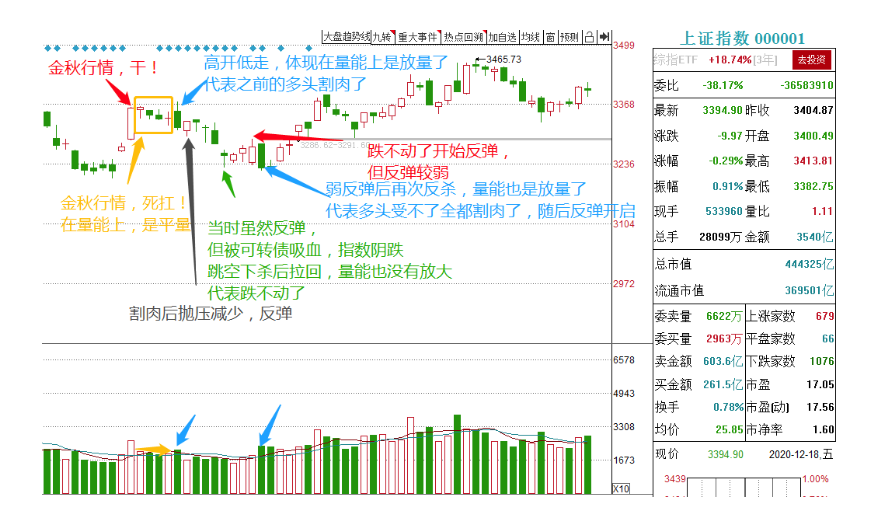 大盘趋势线 九转 重大事件 热点回溯 加自选 均线 窗 预测
上证指数 000001
综指ETF +18.74% [3年] 去投资
委比 -38.17% -36583910
最新 3394.90 昨收 3404.87
涨跌 -9.97 开盘 3400.49
涨幅 -0.29% 最高 3413.81
振幅 0.91% 最低 3382.75
现手 533960 量比 1.11
总手 28099万 金额 3540亿
总市值 444325亿
流通市值 369501亿
委卖量 6622万 上涨家数 679
委买量 2963万 平盘家数 66
卖金额 603.6亿 下跌家数 1076
买金额 261.5亿 市盈 17.05
换手 0.78% 市盈(动) 17.56
均价 25.85 市净率 1.60
现价 3394.90 2020-12-18,五
3439 1.00%
3499
3368
3236
3104
2972
6578
4943
3308
1673
X10
3465.73
3286.62-3291.60
金秋行情，干！
高开低走，体现在量能上是放量了
代表之前的多头割肉了
跌不动了开始反弹，
但反弹较弱
弱反弹后再次反杀，量能也是放量了
代表多头受不了全都割肉了，随后反弹开启
金秋行情，死扛！
在量能上，是平量
当时虽然反弹，
但被可转债吸血，指数阴跌
跳空下杀后拉回，量能也没有放大
代表跌不动了
割肉后抛压减少，反弹